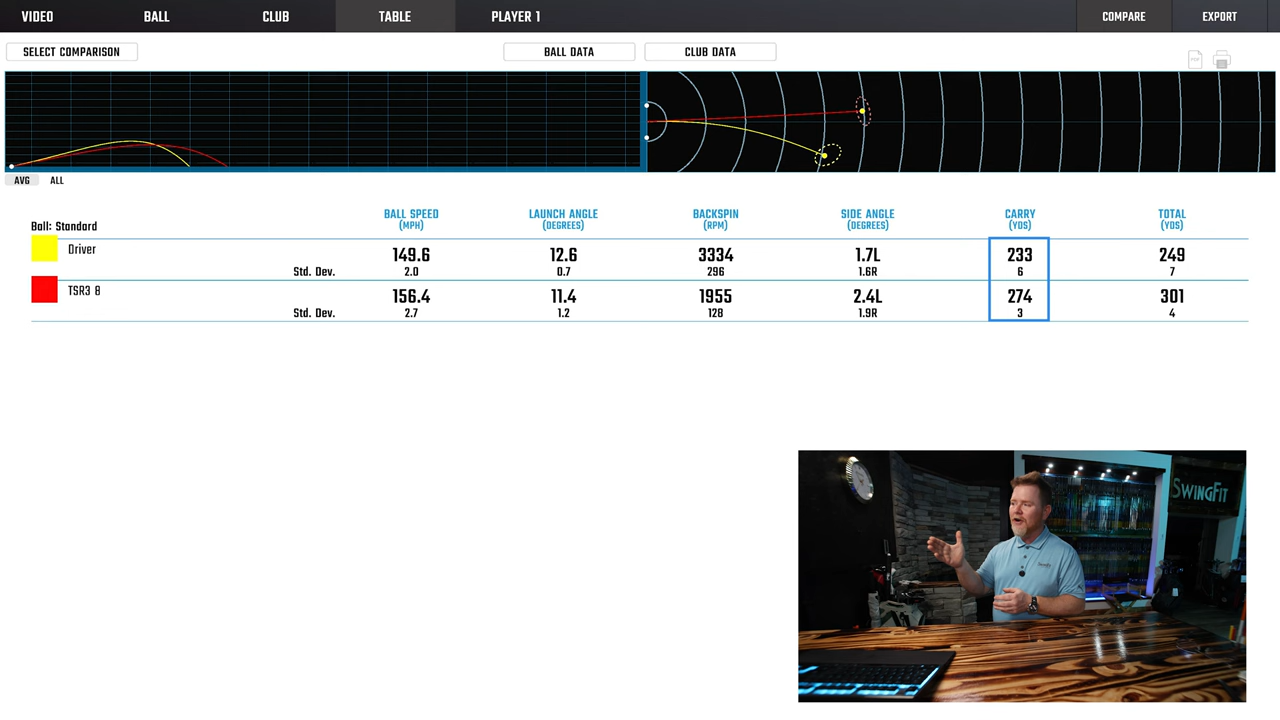 VIDEO BALL CLUB TABLE PLAYER 1 COMPARE EXPORT
SELECT COMPARISON BALL DATA CLUB DATA
PDF
AVG ALL
BALL SPEED LAUNCH ANGLE BACKSPIN SIDE ANGLE CARRY TOTAL
(MPH) (DEGREES) (RPM) (DEGREES) (YDS) (YDS)
Ball: Standard
Driver 149.6 12.6 3334 1.7L 233 249
Std. Dev. 2.0 0.7 296 1.6R 6 7
TSR3 8 156.4 11.4 1955 2.4L 274 301
Std. Dev. 2.7 1.2 128 1.9R 3 4
SWINGFIT